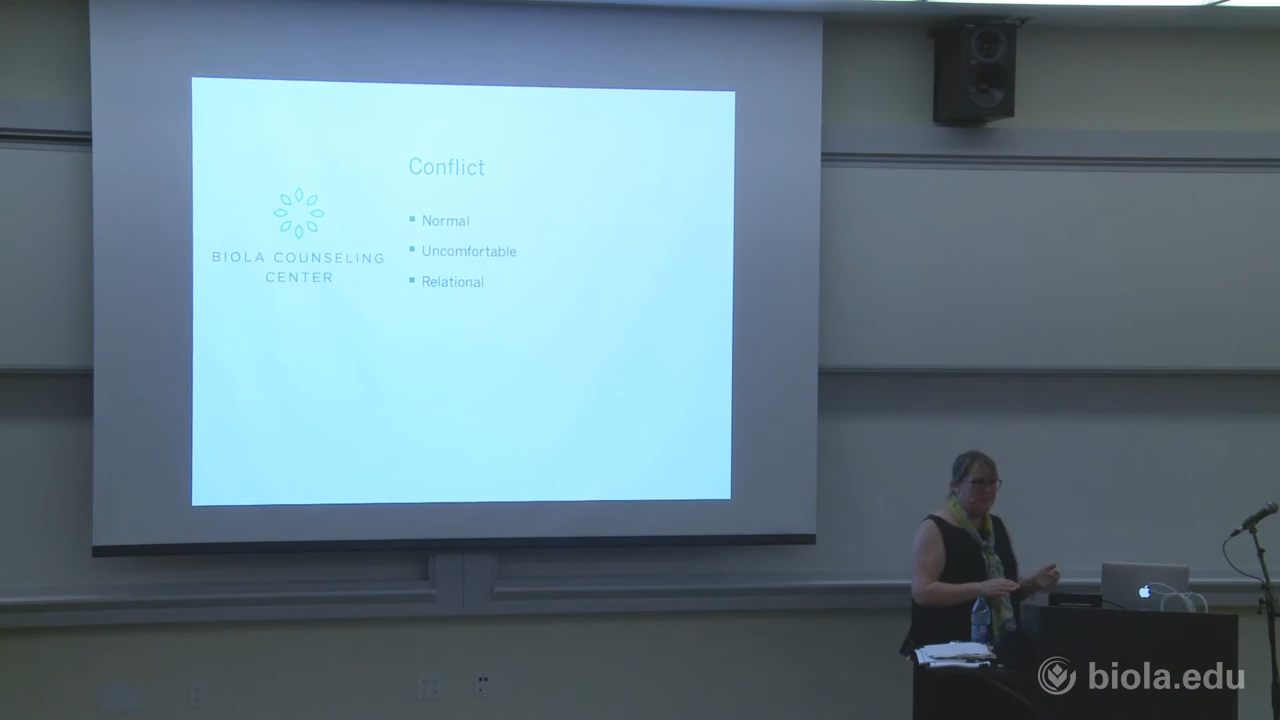 Conflict
Normal
Uncomfortable
Relational
BIOLA COUNSELING
CENTER
biola.edu